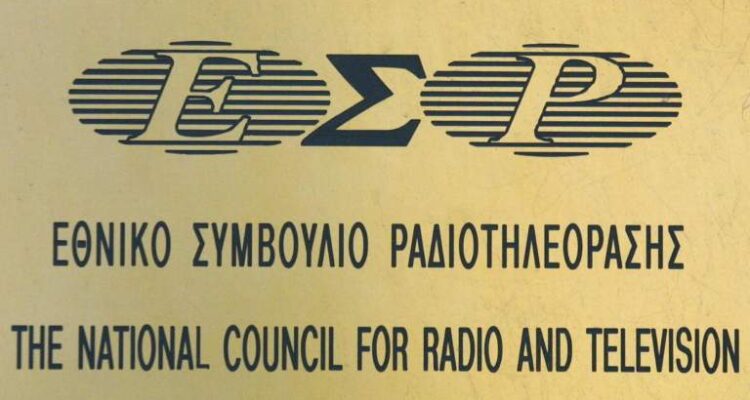 ΕΣΡ
ΕΘΝΙΚΟ ΣΥΜΒΟΥΛΙΟ ΡΑΔΙΟΤΗΛΕΟΡΑΣΗΣ
THE NATIONAL COUNCIL FOR RADIO AND TELEVISION